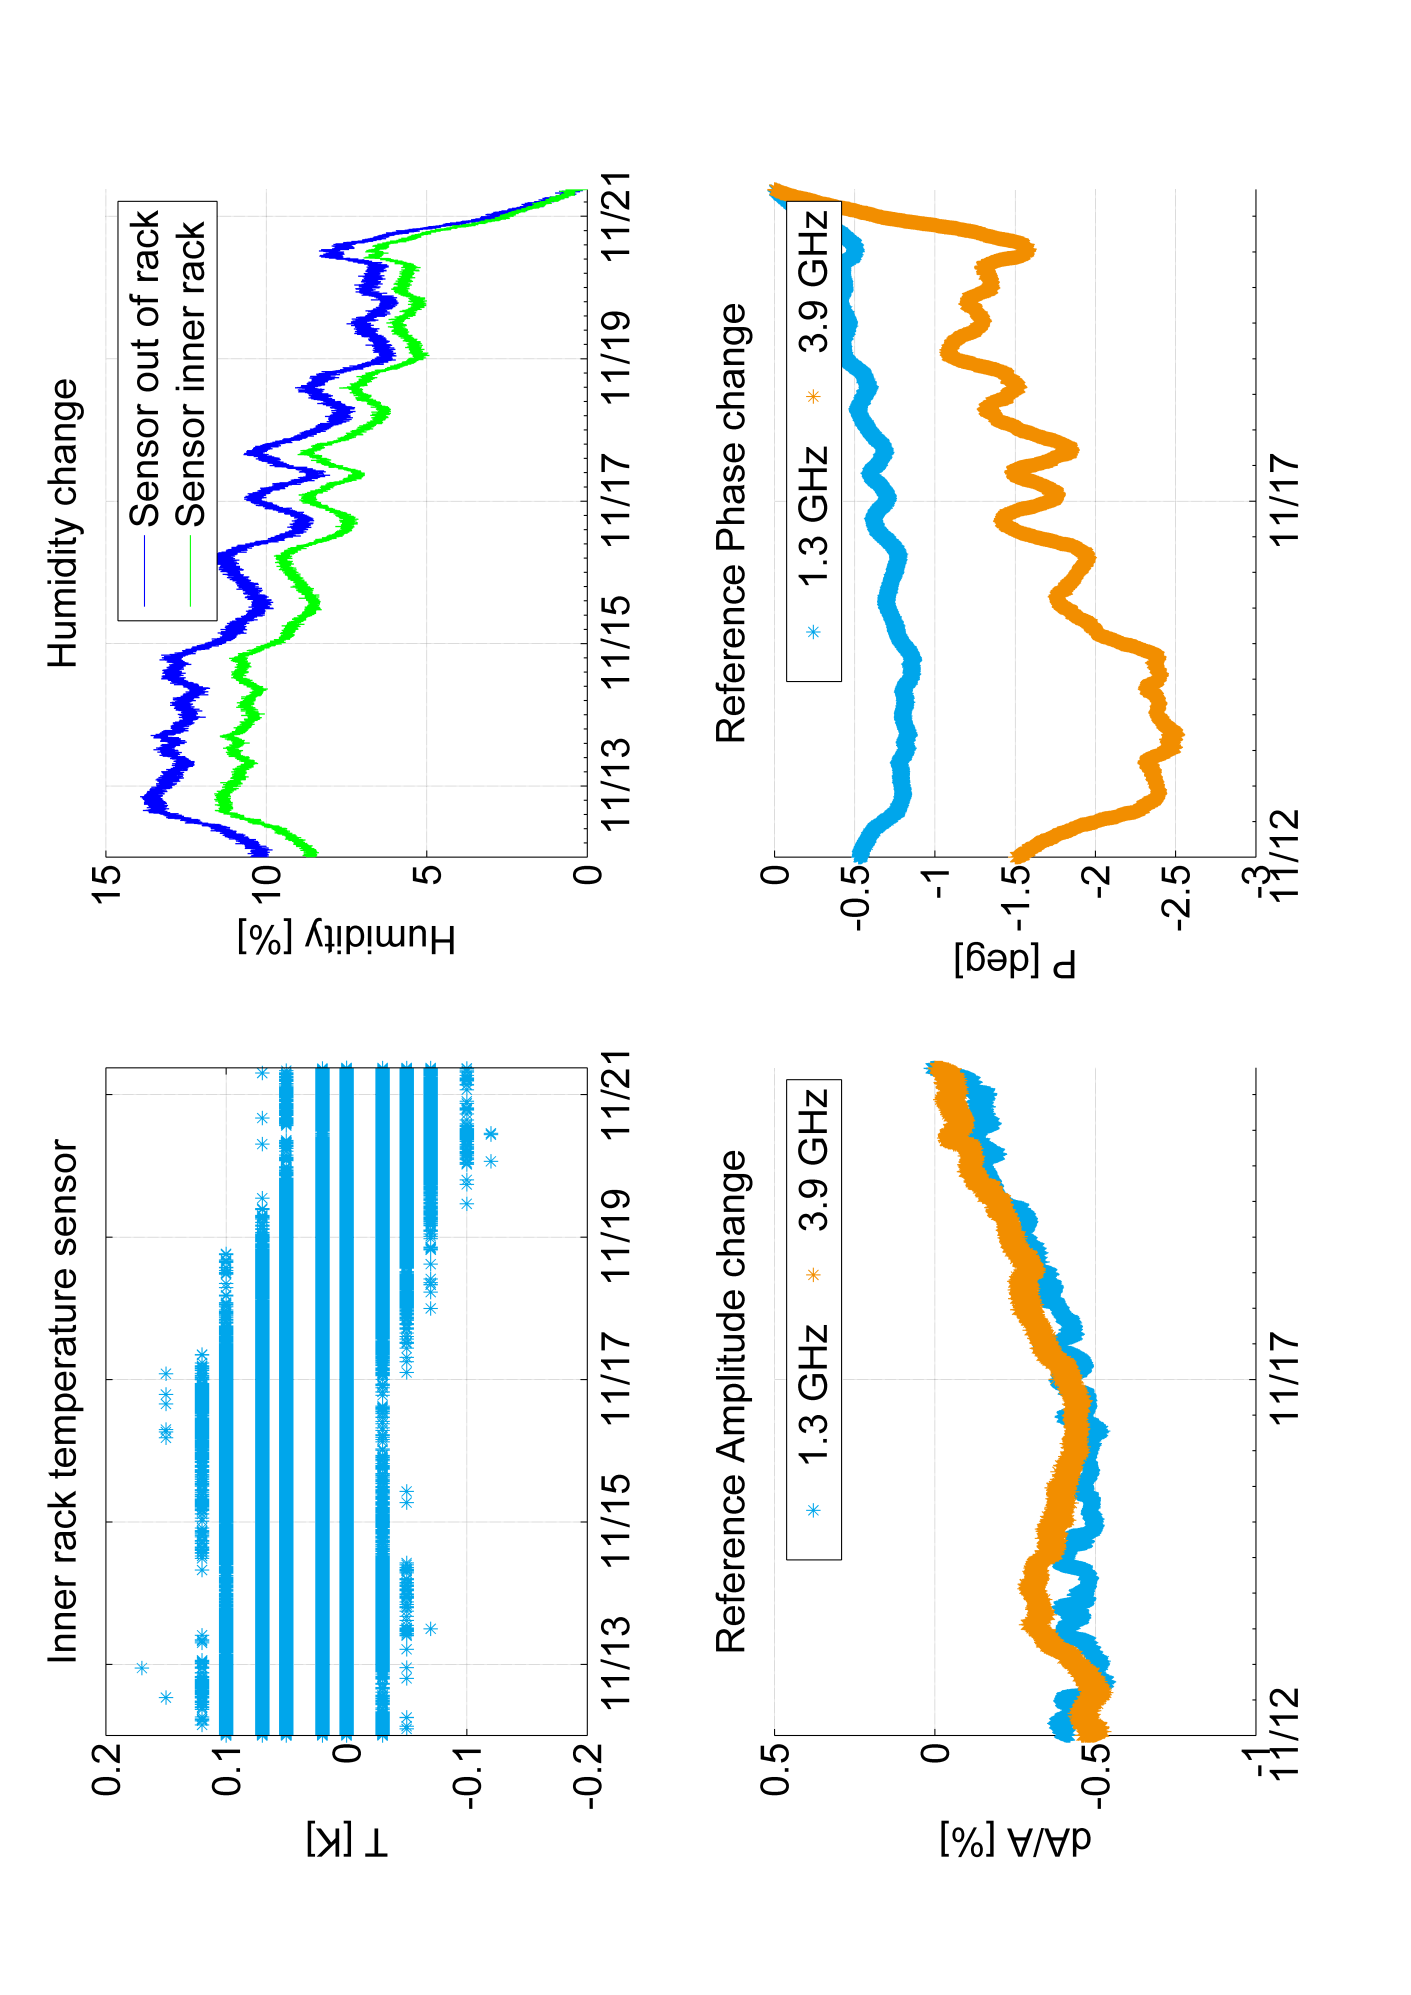 Inner rack temperature sensor
T [K]
0.2
0.1
0
-0.1
-0.2
11/13
11/15
11/17
11/19
11/21
Humidity change
Humidity [%]
15
10
5
0
Sensor out of rack
Sensor inner rack
11/13
11/15
11/17
11/19
11/21
Reference Amplitude change
dA/A [%]
0.5
0
-0.5
-1
1.3 GHz 3.9 GHz
11/12
11/17
Reference Phase change
P [deg]
0
-0.5
-1
-1.5
-2
-2.5
-3
1.3 GHz 3.9 GHz
11/12
11/17